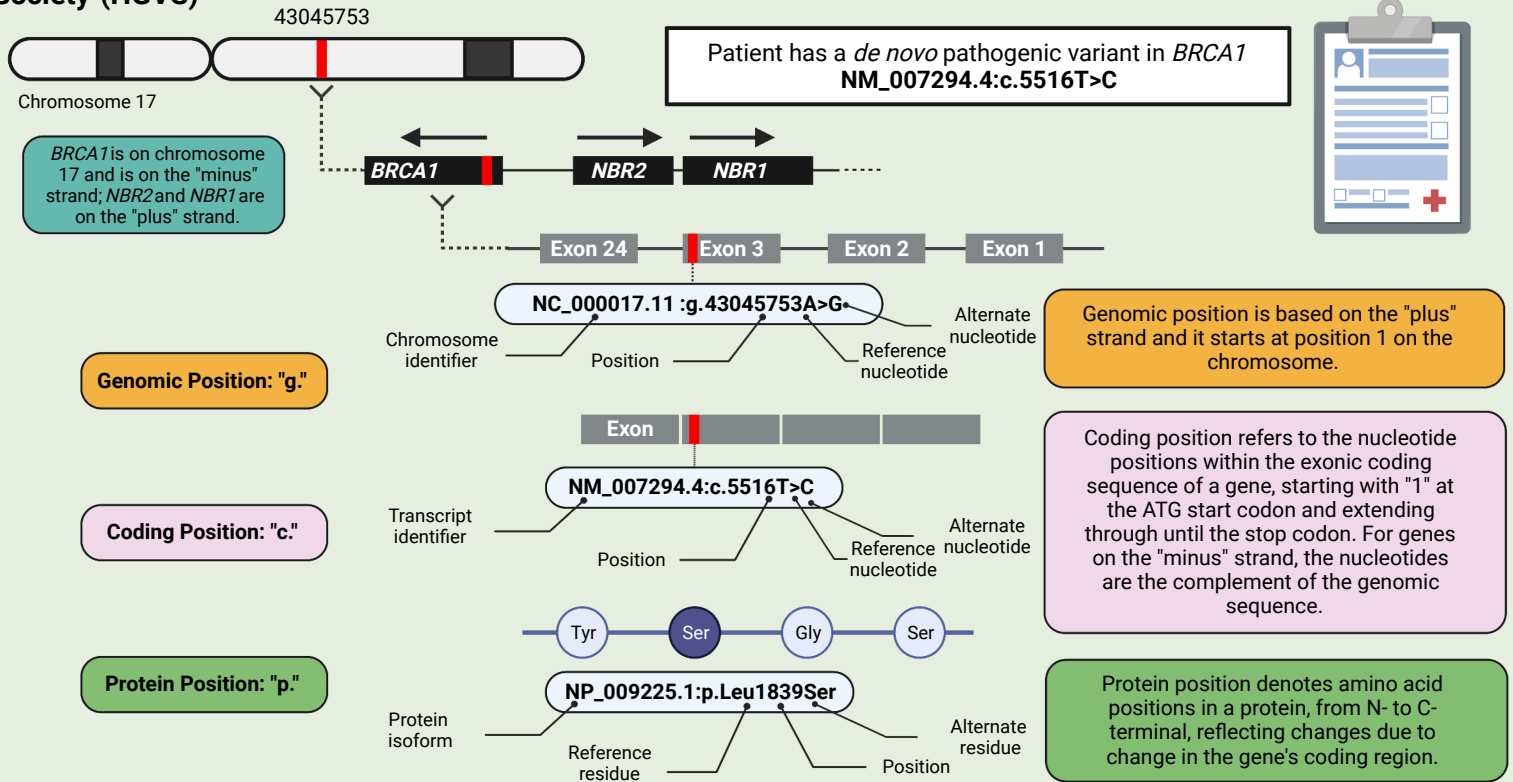 Society (HGVS)
43045753
Chromosome 17
Patient has a de novo pathogenic variant in BRCA1
NM_007294.4:c.5516T>C
BRCA1 is on chromosome
17 and is on the "minus"
strand; NBR2 and NBR1 are
on the "plus" strand.
BRCA1
NBR2
NBR1
Exon 24
Exon 3
Exon 2
Exon 1
NC_000017.11 :g.43045753A>G
Chromosome
identifier
Position
Reference
nucleotide
Alternate
nucleotide
Genomic Position: "g."
Genomic position is based on the "plus"
strand and it starts at position 1 on the
chromosome.
Exon
NM_007294.4:c.5516T>C
Transcript
identifier
Position
Reference
nucleotide
Alternate
nucleotide
Coding Position: "c."
Coding position refers to the nucleotide
positions within the exonic coding
sequence of a gene, starting with "1" at
the ATG start codon and extending
through until the stop codon. For genes
on the "minus" strand, the nucleotides
are the complement of the genomic
sequence.
Tyr
Ser
Gly
Ser
NP_009225.1:p.Leu1839Ser
Protein
isoform
Reference
residue
Position
Alternate
residue
Protein Position: "p."
Protein position denotes amino acid
positions in a protein, from N- to C-
terminal, reflecting changes due to
change in the gene's coding region.